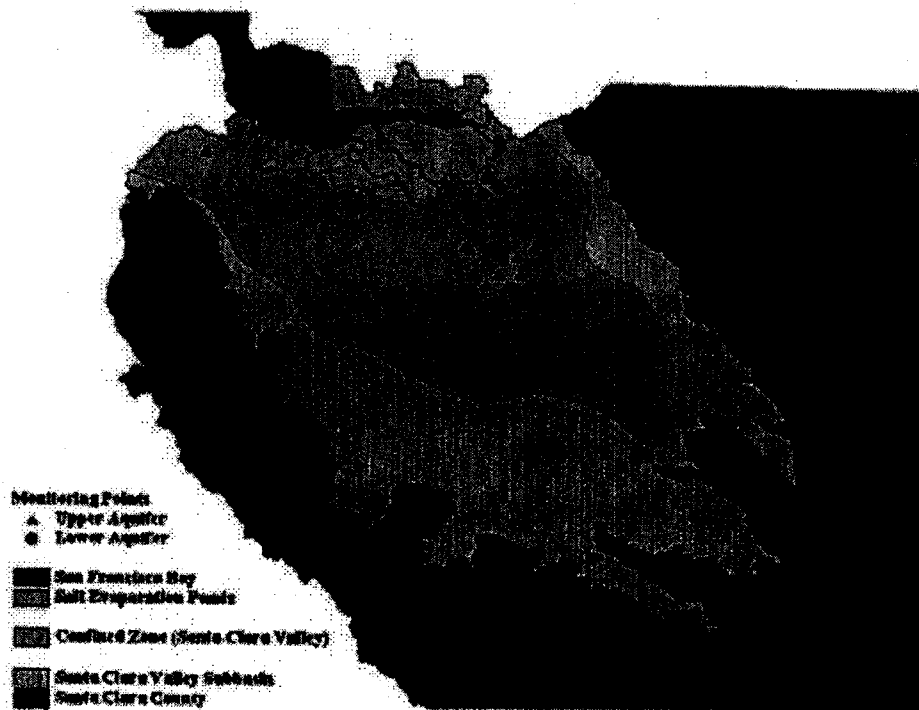 Monitoring Points
Upper Aquifer
Lower Aquifer
San Francisco Bay
Salt Evaporation Ponds
Confined Zone (Santa Clara Valley)
Santa Clara Valley Subbasin
Santa Clara County